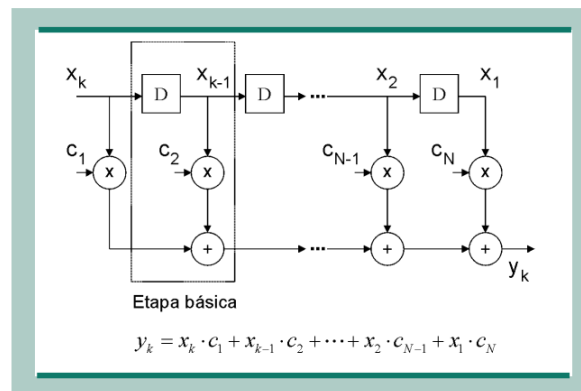 x_k x_{k-1} x_2 x_1
D D ... D
c_1 c_2 c_{N-1} c_N
x x x x
+ ... + +
y_k
Etapa básica
y_k = x_k · c_1 + x_{k-1} · c_2 + ··· + x_2 · c_{N-1} + x_1 · c_N